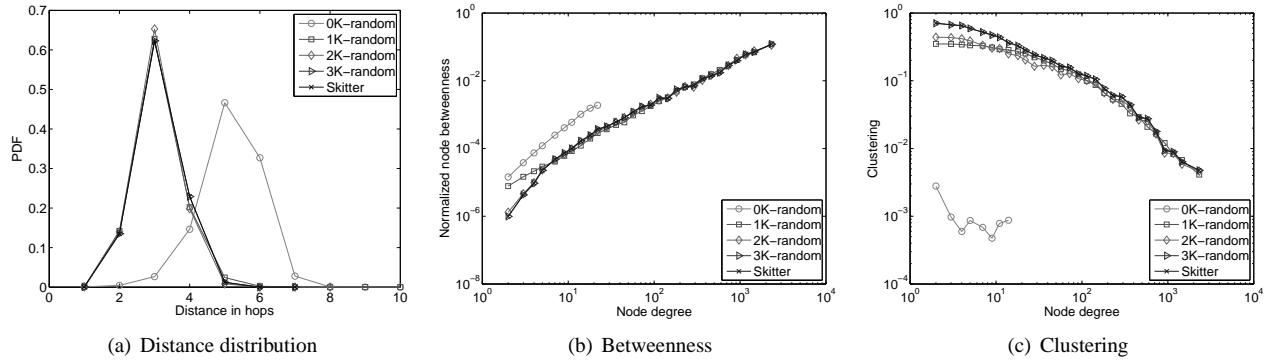 0.7
0.6
0.5
0.4
0.3
0.2
0.1
0
PDF
0 2 4 6 8 10
Distance in hops
0K−random
1K−random
2K−random
3K−random
Skitter
(a) Distance distribution
10^0
10^−2
10^−4
10^−6
10^−8
Normalized node betweenness
10^0 10^1 10^2 10^3 10^4
Node degree
0K−random
1K−random
2K−random
3K−random
Skitter
(b) Betweenness
10^0
10^−1
10^−2
10^−3
10^−4
Clustering
10^0 10^1 10^2 10^3 10^4
Node degree
0K−random
1K−random
2K−random
3K−random
Skitter
(c) Clustering